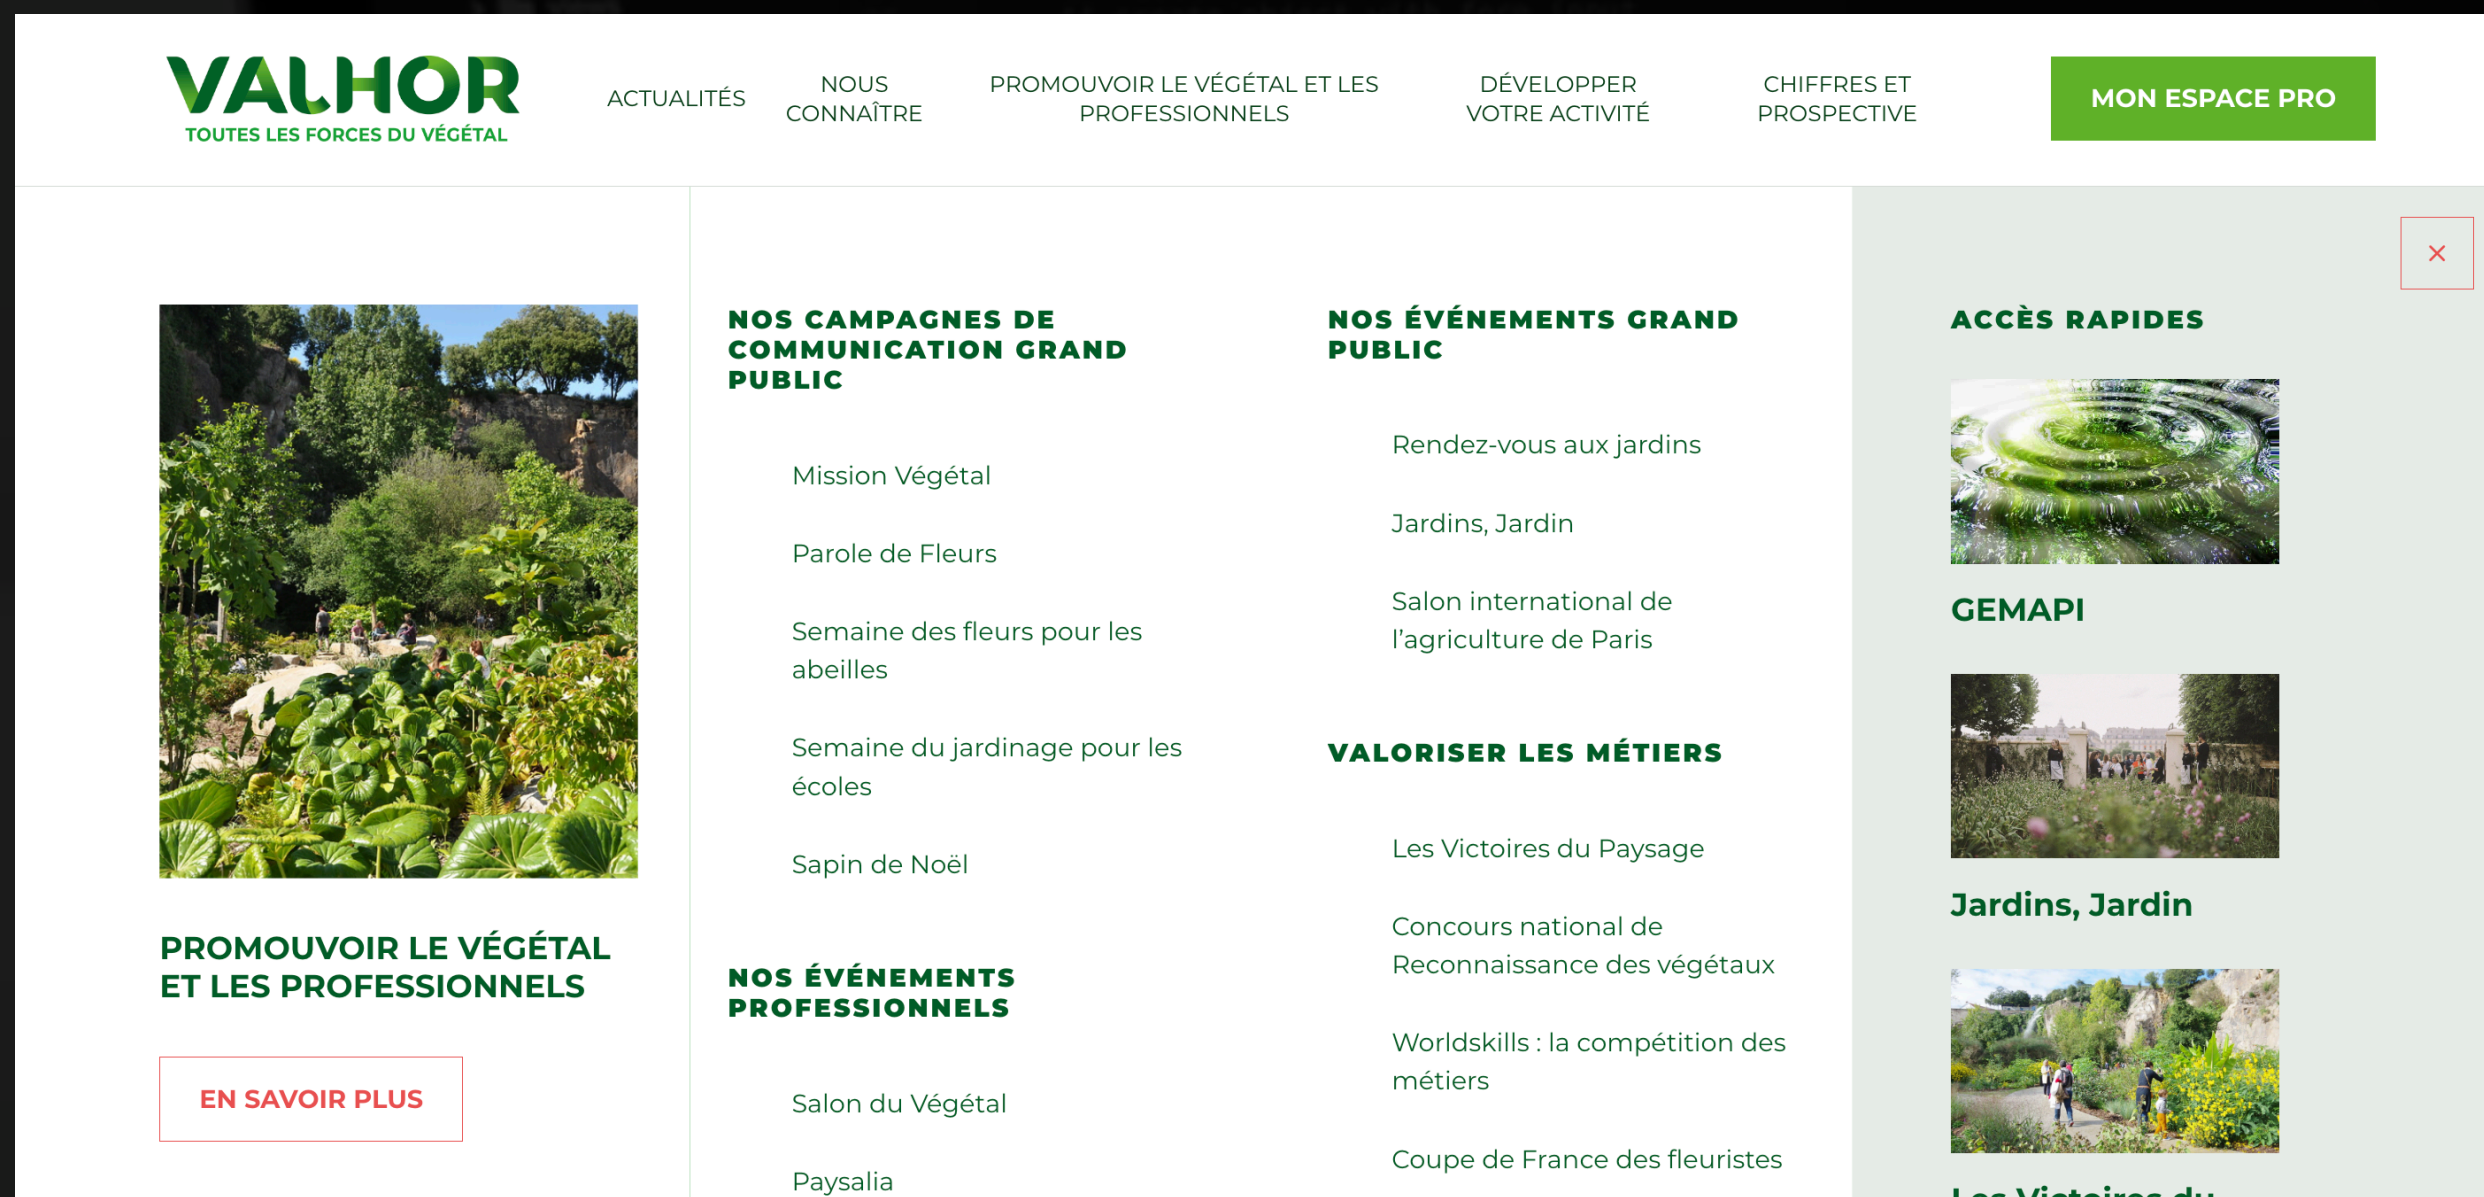 VALHOR
TOUTES LES FORCES DU VÉGÉTAL
ACTUALITÉS
NOUS
CONNAÎTRE
PROMOUVOIR LE VÉGÉTAL ET LES
PROFESSIONNELS
DÉVELOPPER
VOTRE ACTIVITÉ
CHIFFRES ET
PROSPECTIVE
MON ESPACE PRO
PROMOUVOIR LE VÉGÉTAL
ET LES PROFESSIONNELS
EN SAVOIR PLUS
NOS CAMPAGNES DE
COMMUNICATION GRAND
PUBLIC
Mission Végétal
Parole de Fleurs
Semaine des fleurs pour les
abeilles
Semaine du jardinage pour les
écoles
Sapin de Noël
NOS ÉVÉNEMENTS
PROFESSIONNELS
Salon du Végétal
Paysalia
NOS ÉVÉNEMENTS GRAND
PUBLIC
Rendez-vous aux jardins
Jardins, Jardin
Salon international de
l’agriculture de Paris
VALORISER LES MÉTIERS
Les Victoires du Paysage
Concours national de
Reconnaissance des végétaux
Worldskills : la compétition des
métiers
Coupe de France des fleuristes
ACCÈS RAPIDES
GEMAPI
Jardins, Jardin
Les Victoires du